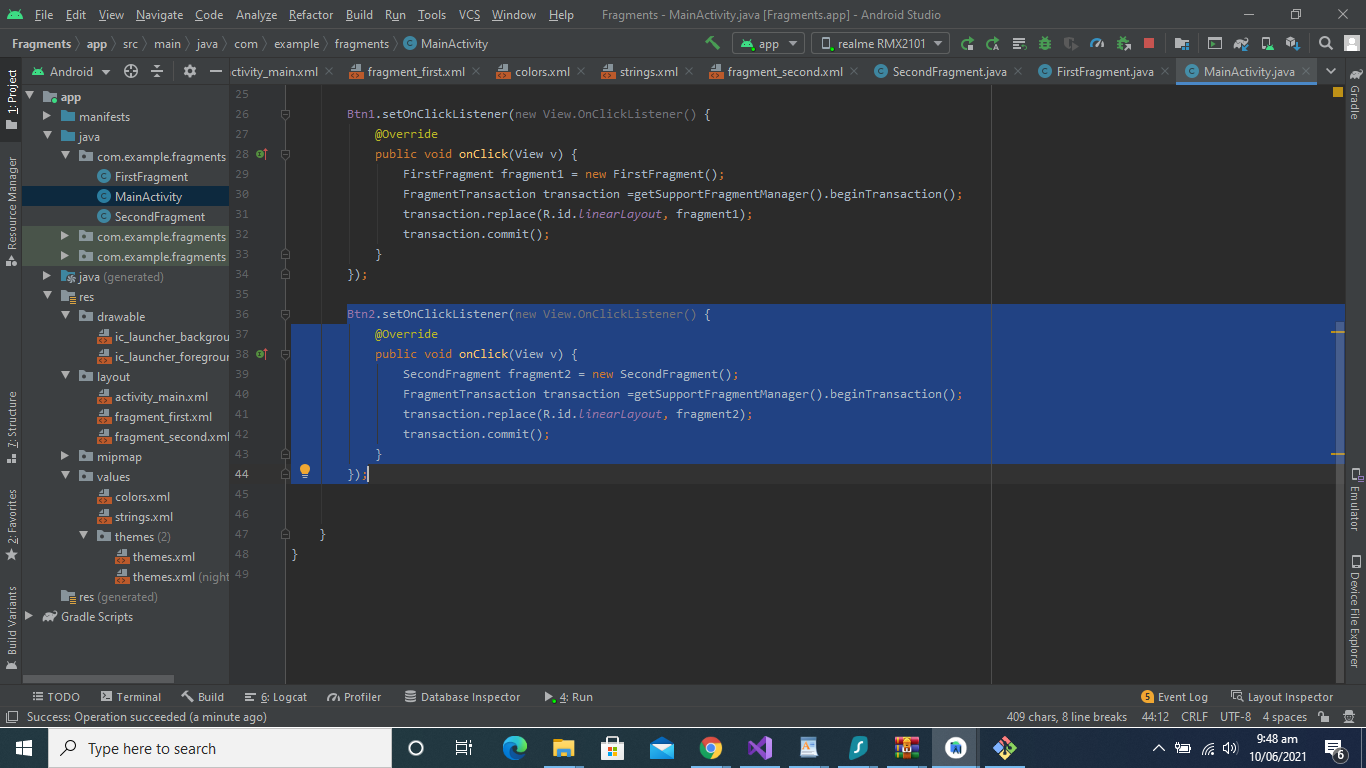 File Edit View Navigate Code Analyze Refactor Build Run Tools VCS Window Help Fragments - MainActivity.java [Fragments.app] - Android Studio
Fragments app src main java com example fragments MainActivity app realme RMX2101
Android ctivity_main.xml fragment_first.xml colors.xml strings.xml fragment_second.xml SecondFragment.java FirstFragment.java MainActivity.java
1: Project
Resource Manager
7: Structure
2: Favorites
Build Variants
app
manifests
java
com.example.fragments
FirstFragment
MainActivity
SecondFragment
com.example.fragments
com.example.fragments
java (generated)
res
drawable
ic_launcher_backgrou
ic_launcher_foregroun
layout
activity_main.xml
fragment_first.xml
fragment_second.xml
mipmap
values
colors.xml
strings.xml
themes (2)
themes.xml
themes.xml (night
res (generated)
Gradle Scripts
25
26 Btn1.setOnClickListener(new View.OnClickListener() {
27 @Override
28 public void onClick(View v) {
29 FirstFragment fragment1 = new FirstFragment();
30 FragmentTransaction transaction =getSupportFragmentManager().beginTransaction();
31 transaction.replace(R.id.linearLayout, fragment1);
32 transaction.commit();
33 }
34 });
35
36 Btn2.setOnClickListener(new View.OnClickListener() {
37 @Override
38 public void onClick(View v) {
39 SecondFragment fragment2 = new SecondFragment();
40 FragmentTransaction transaction =getSupportFragmentManager().beginTransaction();
41 transaction.replace(R.id.linearLayout, fragment2);
42 transaction.commit();
43 }
44 });
45
46
47 }
48 }
49
Gradle
Emulator
Device File Explorer
TODO Terminal Build 6: Logcat Profiler Database Inspector 4: Run 5 Event Log Layout Inspector
Success: Operation succeeded (a minute ago) 409 chars, 8 line breaks 44:12 CRLF UTF-8 4 spaces
Type here to search
9:48 am
10/06/2021
6